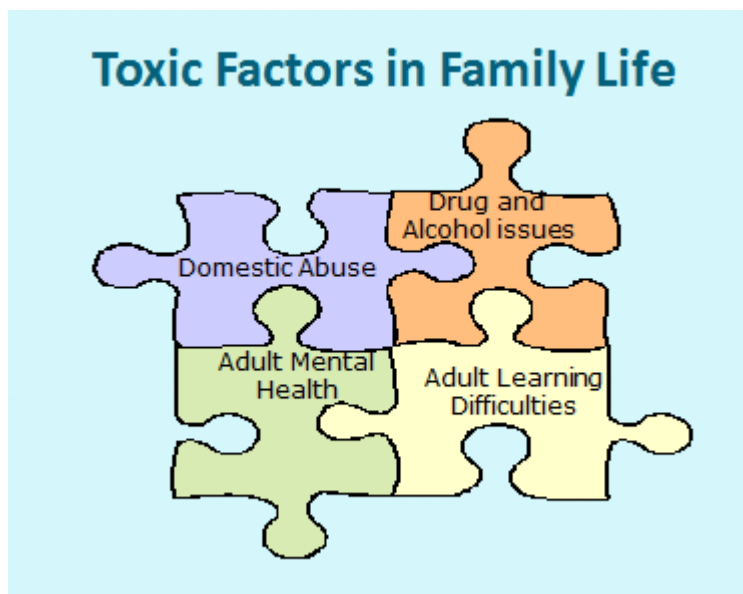 Toxic Factors in Family Life
Drug and
Alcohol issues
Domestic Abuse
Adult Mental
Health
Adult Learning
Difficulties